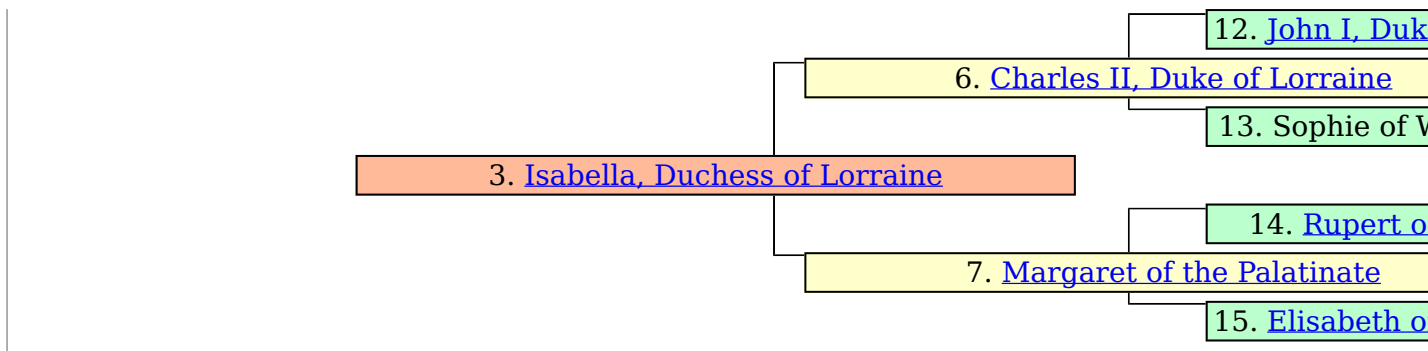 12. John I,
6. Charles II, Duke of Lorraine
13. Sophie of
3. Isabella, Duchess of Lorraine
14. Rupert
7. Margaret of the Palatinate
15. Elisabeth